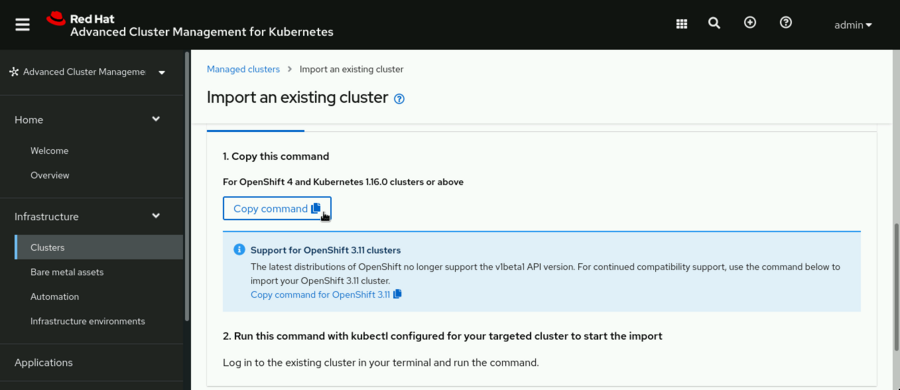 Red Hat
Advanced Cluster Management for Kubernetes
admin
Advanced Cluster Manageme
Home
Welcome
Overview
Infrastructure
Clusters
Bare metal assets
Automation
Infrastructure environments
Applications
Managed clusters > Import an existing cluster
Import an existing cluster
1. Copy this command
For OpenShift 4 and Kubernetes 1.16.0 clusters or above
Copy command
Support for OpenShift 3.11 clusters
The latest distributions of OpenShift no longer support the v1beta1 API version. For continued compatibility support, use the command below to
import your OpenShift 3.11 cluster.
Copy command for OpenShift 3.11
2. Run this command with kubectl configured for your targeted cluster to start the import
Log in to the existing cluster in your terminal and run the command.